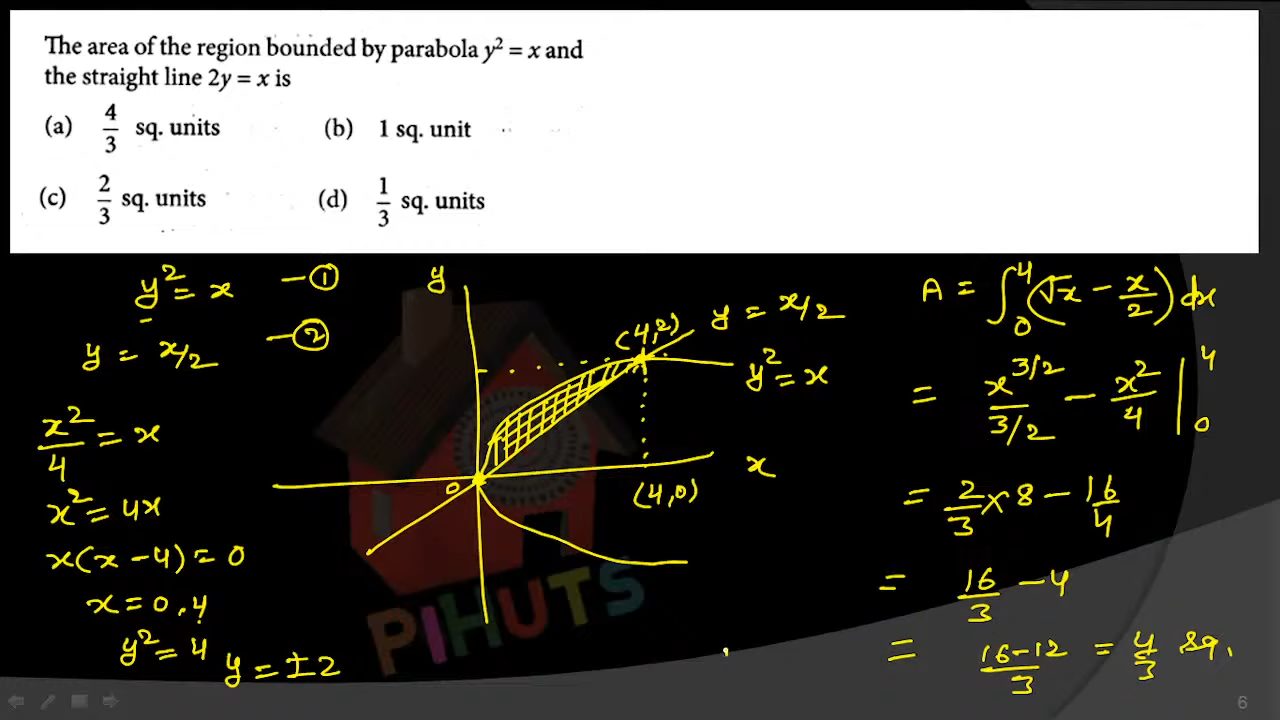 The area of the region bounded by parabola y² = x and
the straight line 2y = x is
(a) 4/3 sq. units (b) 1 sq. unit
(c) 2/3 sq. units (d) 1/3 sq. units
y² = x —①
y = x/2 —②
x²/4 = x
x² = 4x
x(x - 4) = 0
x = 0, 4
y² = 4
y = ±2
y
(4,2)
y = x/2
y² = x
x
0
(4,0)
A = ∫₀⁴ (√x - x/2) dx
= x^(3/2)/(3/2) - x²/4 |₀⁴
= 2/3 × 8 - 16/4
= 16/3 - 4
= (16-12)/3 = 4/3 sq.
PIHUTS
6